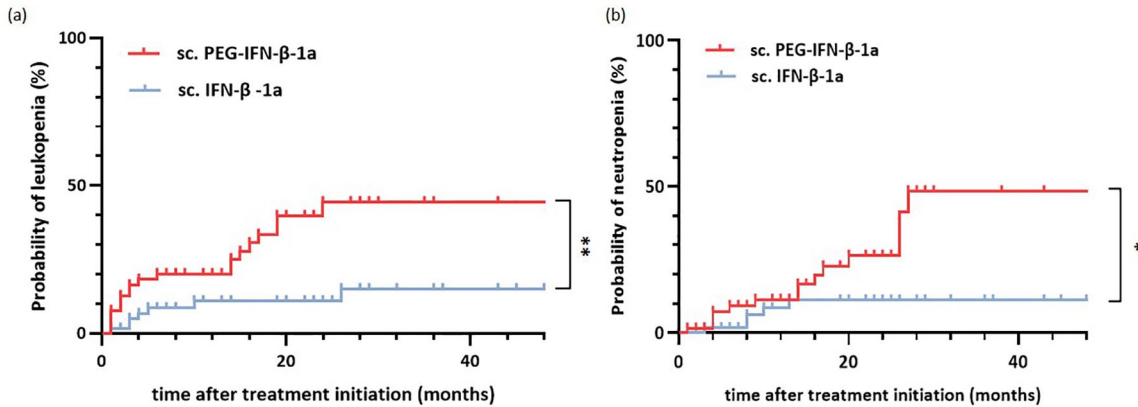 (a)
Probability of leukopenia (%)
100
50
0
sc. PEG-IFN-β-1a
sc. IFN-β -1a
**
0 20 40
time after treatment initiation (months)
(b)
Probability of neutropenia (%)
100
50
0
sc. PEG-IFN-β-1a
sc. IFN-β-1a
*
0 20 40
time after treatment initiation (months)